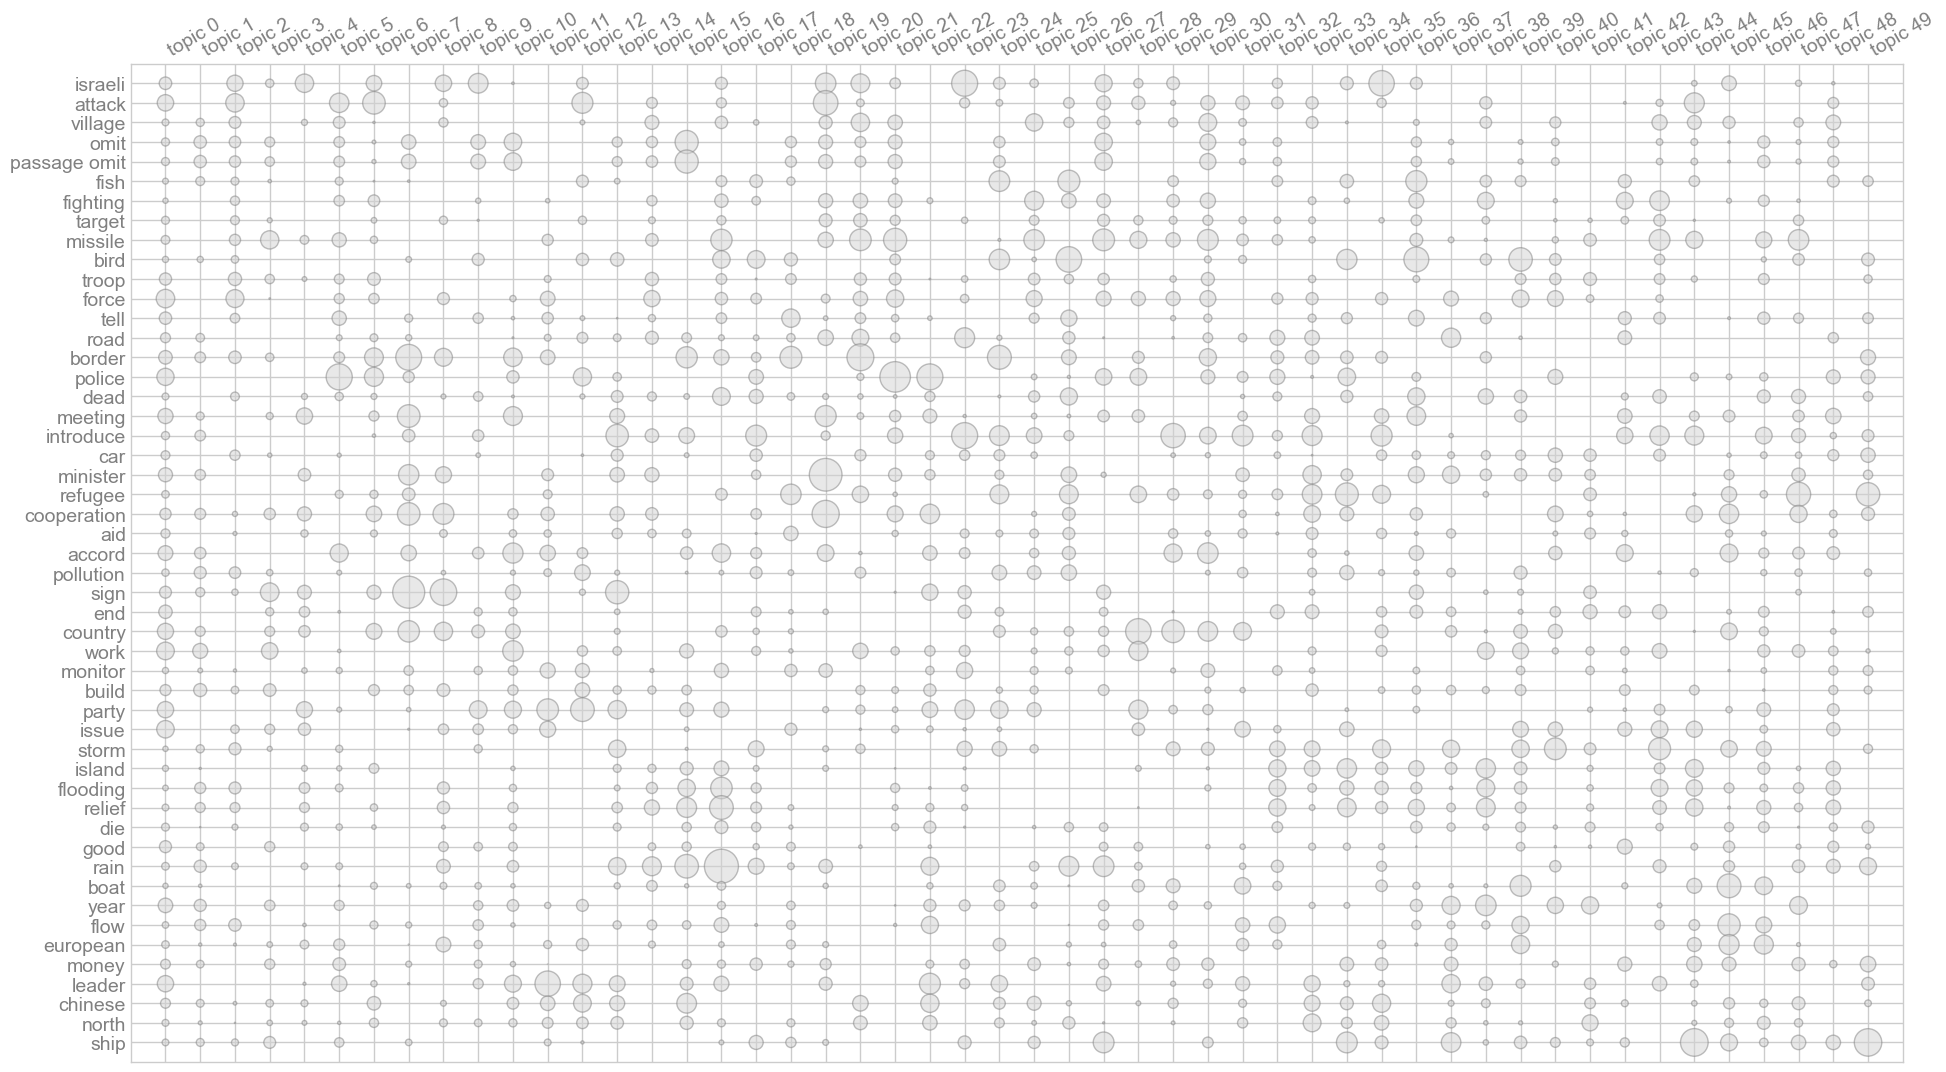 topic 0
topic 1
topic 2
topic 3
topic 4
topic 5
topic 6
topic 7
topic 8
topic 9
topic 10
topic 11
topic 12
topic 13
topic 14
topic 15
topic 16
topic 17
topic 18
topic 19
topic 20
topic 21
topic 22
topic 23
topic 24
topic 25
topic 26
topic 27
topic 28
topic 29
topic 30
topic 31
topic 32
topic 33
topic 34
topic 35
topic 36
topic 37
topic 38
topic 39
topic 40
topic 41
topic 42
topic 43
topic 44
topic 45
topic 46
topic 47
topic 48
topic 49
israeli
attack
village
omit
passage omit
fish
fighting
target
missile
bird
troop
force
tell
road
border
police
dead
meeting
introduce
car
minister
refugee
cooperation
aid
accord
pollution
sign
end
country
work
monitor
build
party
issue
storm
island
flooding
relief
die
good
rain
boat
year
flow
european
money
leader
chinese
north
ship